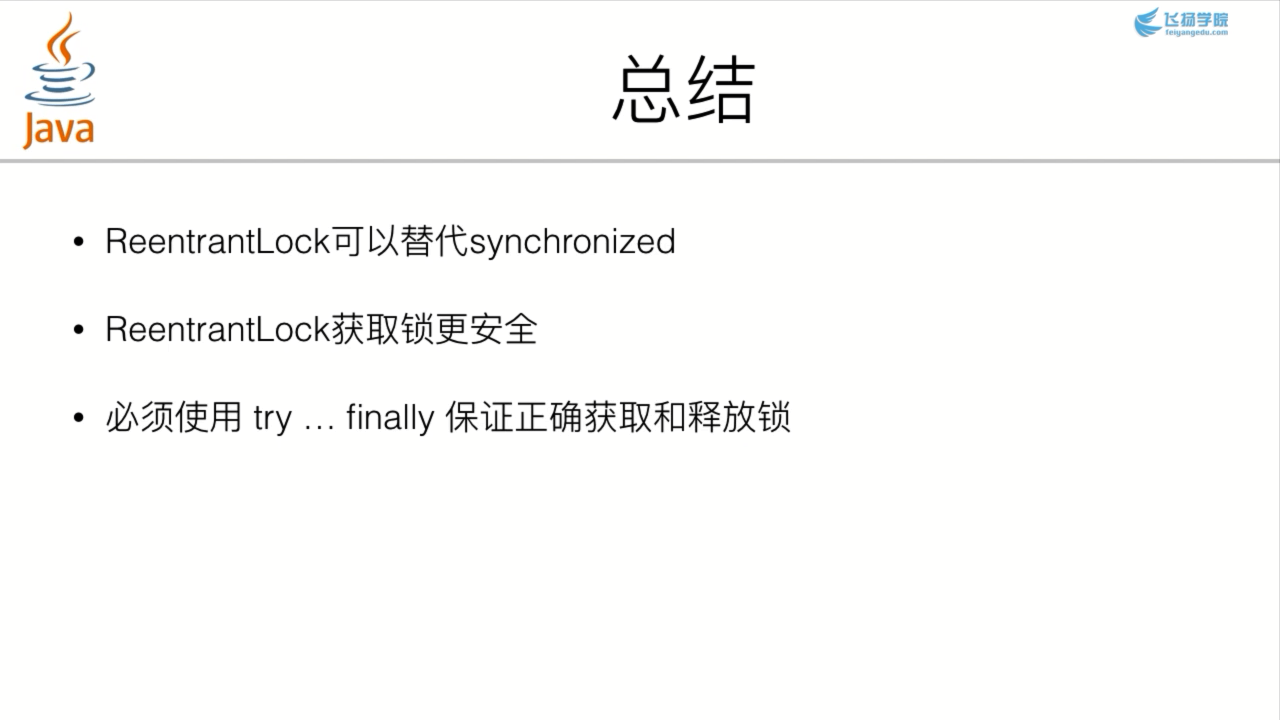 飞扬学院
feiyangedu.com
Java
总结
• ReentrantLock可以替代synchronized
• ReentrantLock获取锁更安全
• 必须使用 try … finally 保证正确获取和释放锁